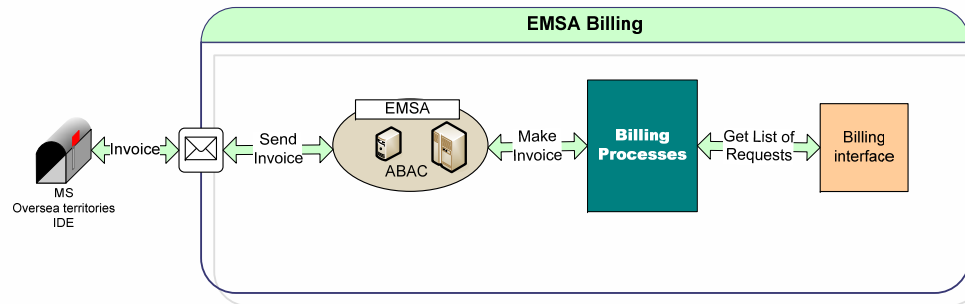 EMSA Billing
EMSA
ABAC
Invoice
Send
Invoice
Make
Invoice
Billing
Processes
Get List of
Requests
Billing
interface
MS
Oversea territories
IDE